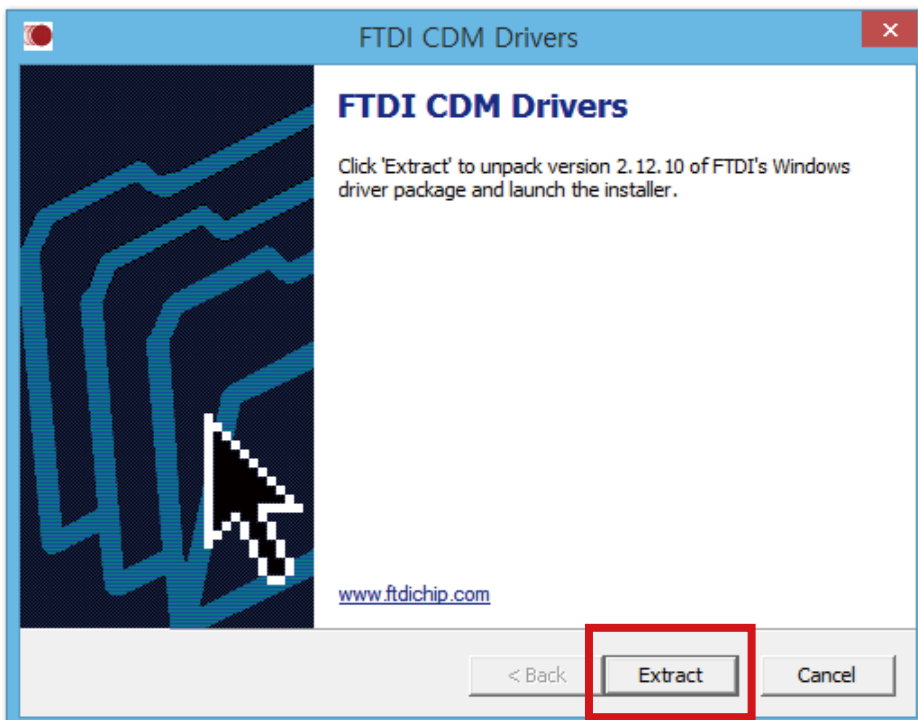 FTDI CDM Drivers
FTDI CDM Drivers
Click 'Extract' to unpack version 2.12.10 of FTDI's Windows
driver package and launch the installer.
www.ftdichip.com
< Back
Extract
Cancel